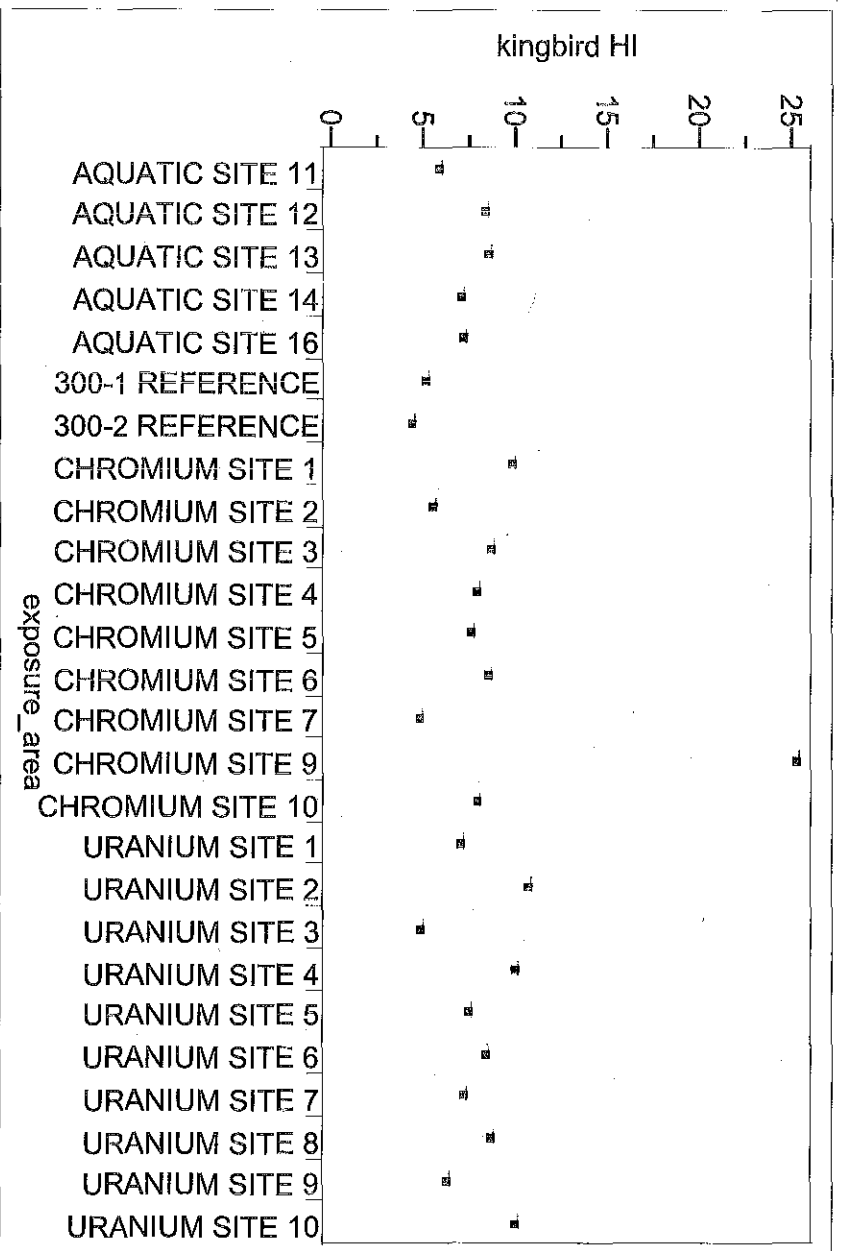 kingbird HI
0
5
10
15
20
25
AQUATIC SITE 11
AQUATIC SITE 12
AQUATIC SITE 13
AQUATIC SITE 14
AQUATIC SITE 16
300-1 REFERENCE
300-2 REFERENCE
CHROMIUM SITE 1
CHROMIUM SITE 2
CHROMIUM SITE 3
CHROMIUM SITE 4
CHROMIUM SITE 5
CHROMIUM SITE 6
CHROMIUM SITE 7
CHROMIUM SITE 9
CHROMIUM SITE 10
URANIUM SITE 1
URANIUM SITE 2
URANIUM SITE 3
URANIUM SITE 4
URANIUM SITE 5
URANIUM SITE 6
URANIUM SITE 7
URANIUM SITE 8
URANIUM SITE 9
URANIUM SITE 10
exposure_area